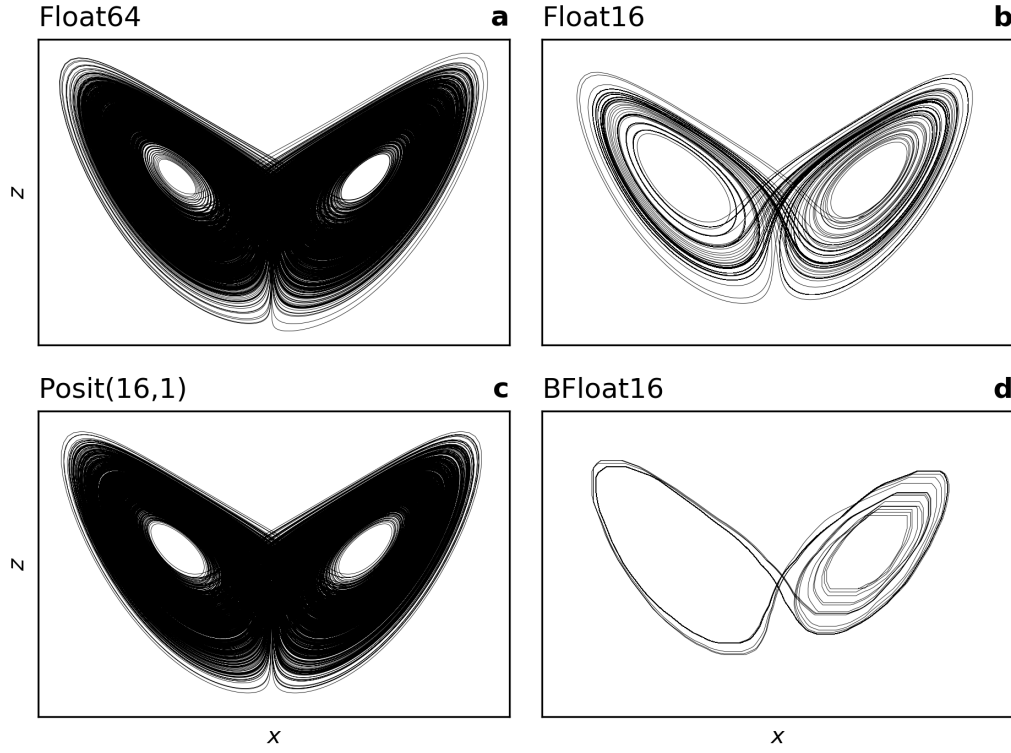 Float64 a
Float16 b
z
Posit(16,1) c
BFloat16 d
z
x
x